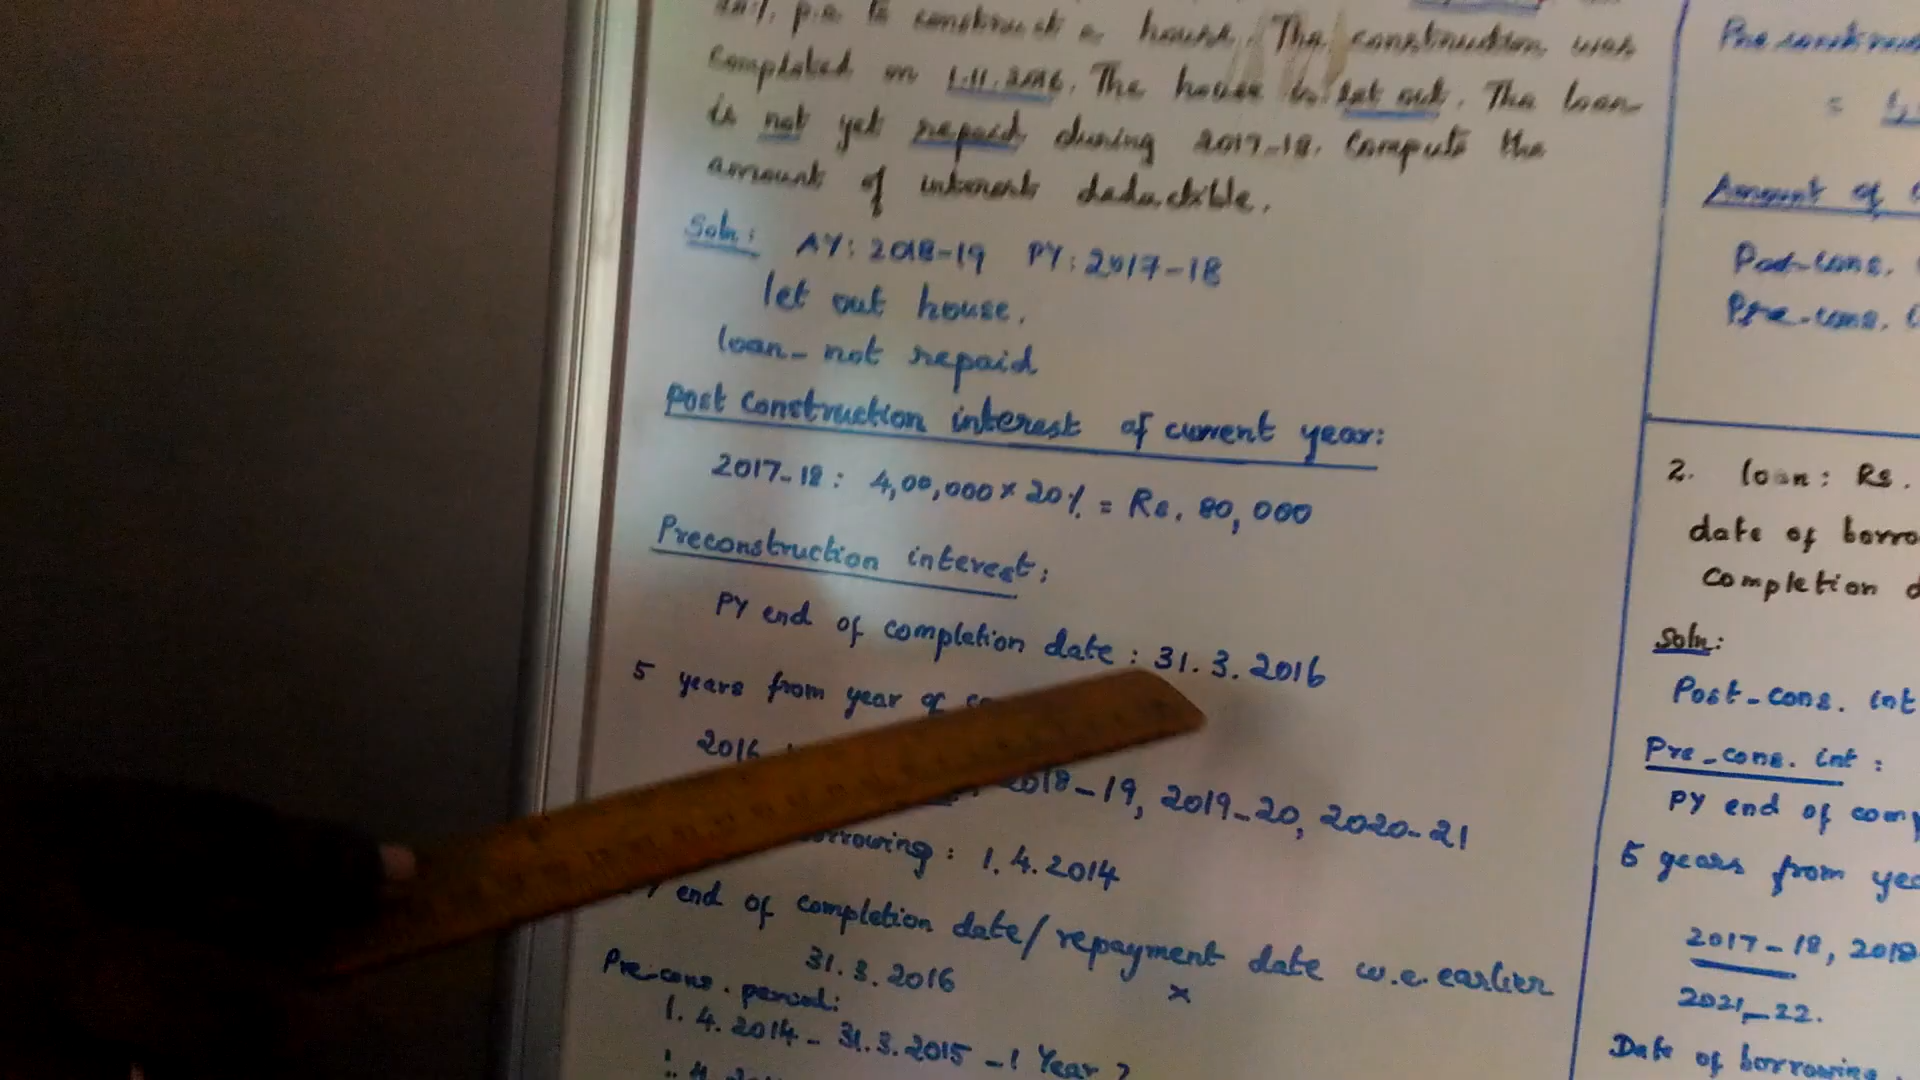 20% p.a to construct a house. The construction was
completed on 1.11.2016. The house is let out. The loan
is not yet repaid during 2017-18. Compute the
amount of interest deductible.
Soln: AY: 2018-19 PY: 2017-18
let out house.
loan - not repaid
Post Construction interest of current year:
2017-18: 4,00,000 x 20% = Rs. 80,000
Preconstruction interest:
PY end of completion date: 31.3.2016
5 years from year of
2016
2018-19, 2019-20, 2020-21
orrowing: 1.4.2014
end of completion date/repayment date w.e. earlier
31.3.2016 x
Pre-cons. period:
1.4.2014 - 31.3.2015 - 1 Year
Amount of
Post-cons.
Pre-cons.
2. loan: Rs.
date of borro
Completion d
Soln:
Post-cons. int
Pre-cons. int:
PY end of comp
5 years from yea
2017-18, 2018
2021-22.
Date of borrowing